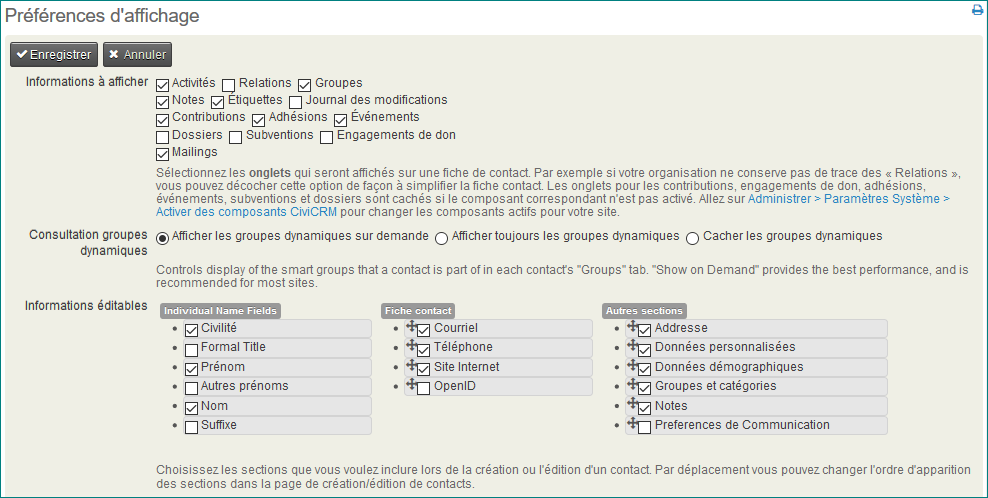 Préférences d'affichage
Enregistrer Annuler
Informations à afficher Activités Relations Groupes
Notes Étiquettes Journal des modifications
Contributions Adhésions Événements
Dossiers Subventions Engagements de don
Mailings
Sélectionnez les onglets qui seront affichés sur une fiche de contact. Par exemple si votre organisation ne conserve pas de trace des « Relations »,
vous pouvez décocher cette option de façon à simplifier la fiche contact. Les onglets pour les contributions, engagements de don, adhésions,
événements, subventions et dossiers sont cachés si le composant correspondant n'est pas activé. Allez sur Administrer > Paramètres Système >
Activer des composants CiviCRM pour changer les composants actifs pour votre site.
Consultation groupes Afficher les groupes dynamiques sur demande Afficher toujours les groupes dynamiques Cacher les groupes dynamiques
dynamiques
Controls display of the smart groups that a contact is part of in each contact's "Groups" tab. "Show on Demand" provides the best performance, and is
recommended for most sites.
Informations éditables
Individual Name Fields
Civilité
Formal Title
Prénom
Autres prénoms
Nom
Suffixe
Fiche contact
Courriel
Téléphone
Site Internet
OpenID
Autres sections
Addresse
Données personnalisées
Données démographiques
Groupes et catégories
Notes
Preferences de Communication
Choisissez les sections que vous voulez inclure lors de la création ou l'édition d'un contact. Par déplacement vous pouvez changer l'ordre d'apparition
des sections dans la page de création/édition de contacts.